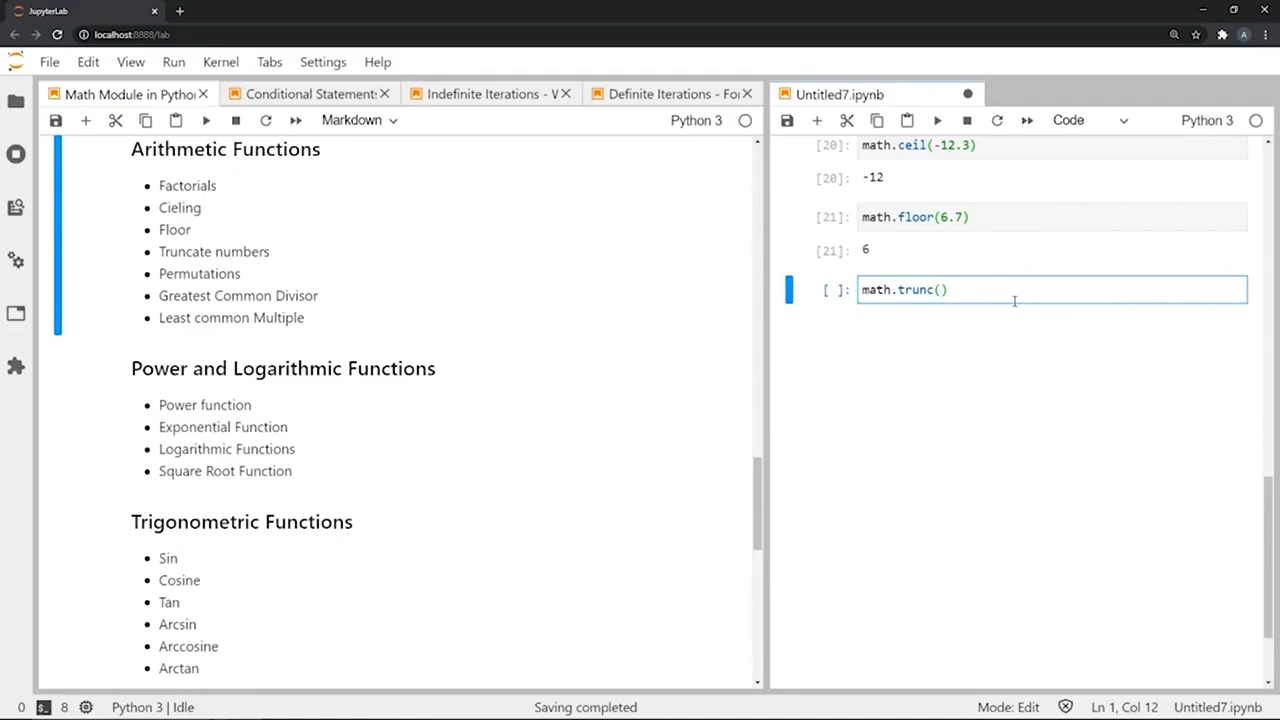 JupyterLab
localhost:8888/lab
A
File Edit View Run Kernel Tabs Settings Help
Math Module in Pythor
Conditional Statement:
Indefinite Iterations - V
Definite Iterations - For
Markdown
Python 3
Arithmetic Functions
Factorials
Cieling
Floor
Truncate numbers
Permutations
Greatest Common Divisor
Least common Multiple
Power and Logarithmic Functions
Power function
Exponential Function
Logarithmic Functions
Square Root Function
Trigonometric Functions
Sin
Cosine
Tan
Arcsin
Arccosine
Arctan
Untitled7.ipynb
Code
Python 3
[20]: math.ceil(-12.3)
[20]: -12
[21]: math.floor(6.7)
[21]: 6
[ ]: math.trunc()
0 8 Python 3 | Idle Saving completed Mode: Edit Ln 1, Col 12 Untitled7.ipynb